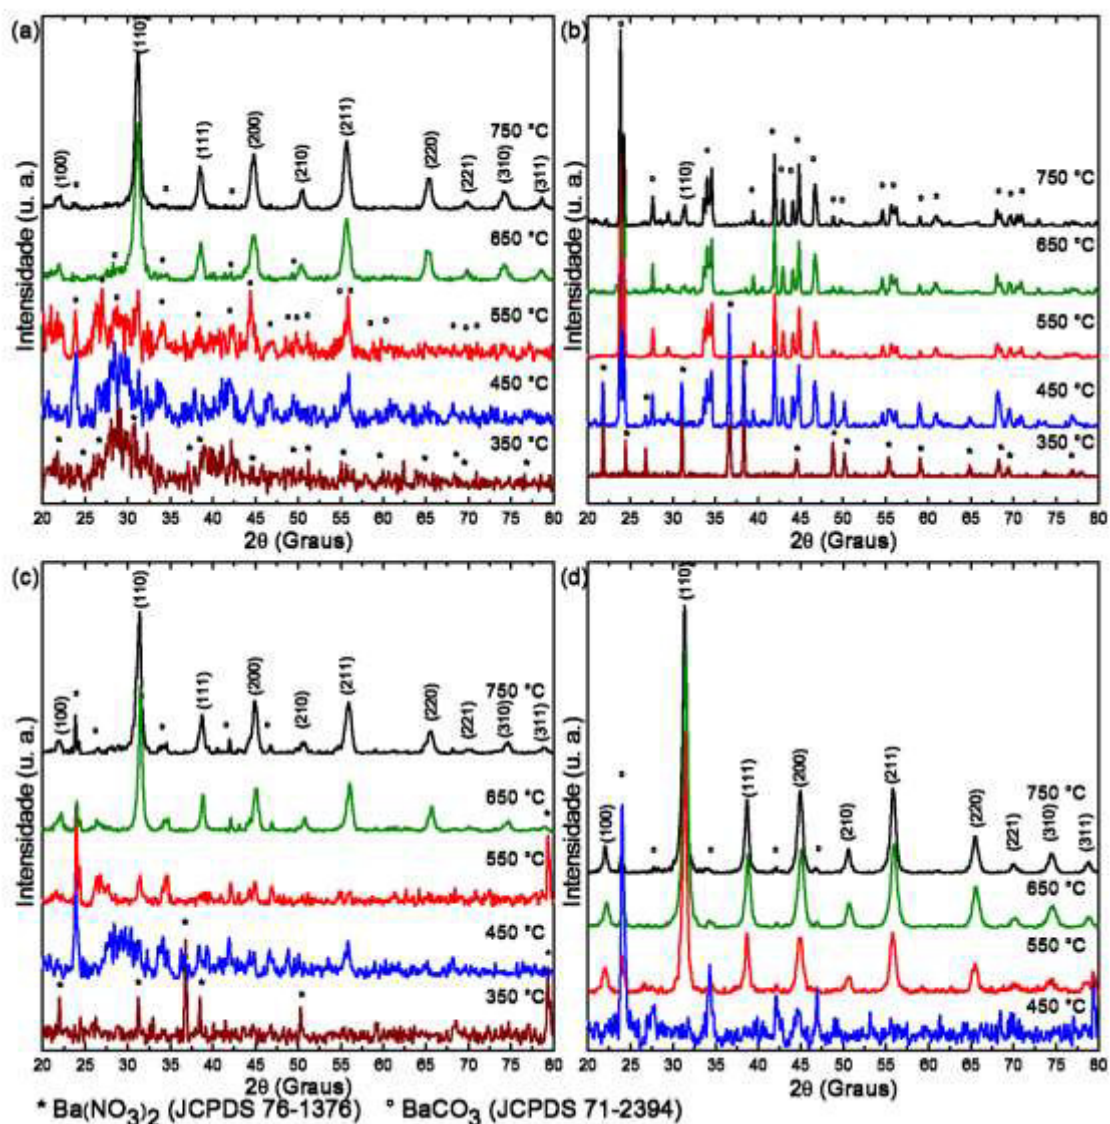 (a)
(100)
(110)
(111)
(200)
(210)
(211)
(220)
(221)
(310)
(311)
750 °C
650 °C
550 °C
450 °C
350 °C
Intensidade (u. a.)
20 25 30 35 40 45 50 55 60 65 70 75 80
2θ (Graus)
(b)
(110)
750 °C
650 °C
550 °C
450 °C
350 °C
Intensidade (u. a.)
20 25 30 35 40 45 50 55 60 65 70 75 80
2θ (Graus)
(c)
(100)
(110)
(111)
(200)
(210)
(211)
(220)
(221)
(310)
(311)
750 °C
650 °C
550 °C
450 °C
350 °C
Intensidade (u. a.)
20 25 30 35 40 45 50 55 60 65 70 75 80
2θ (Graus)
(d)
(100)
(110)
(111)
(200)
(210)
(211)
(220)
(221)
(310)
(311)
750 °C
650 °C
550 °C
450 °C
Intensidade (u. a.)
20 25 30 35 40 45 50 55 60 65 70 75 80
2θ (Graus)
* Ba(NO₃)₂ (JCPDS 76-1376) ° BaCO₃ (JCPDS 71-2394)